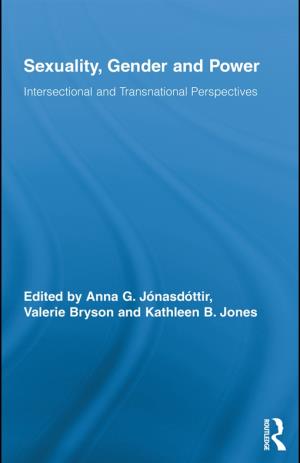 Sexuality, Gender and Power
Intersectional and Transnational Perspectives
Edited by Anna G. Jónasdóttir,
Valerie Bryson and Kathleen B. Jones
ROUTLEDGE